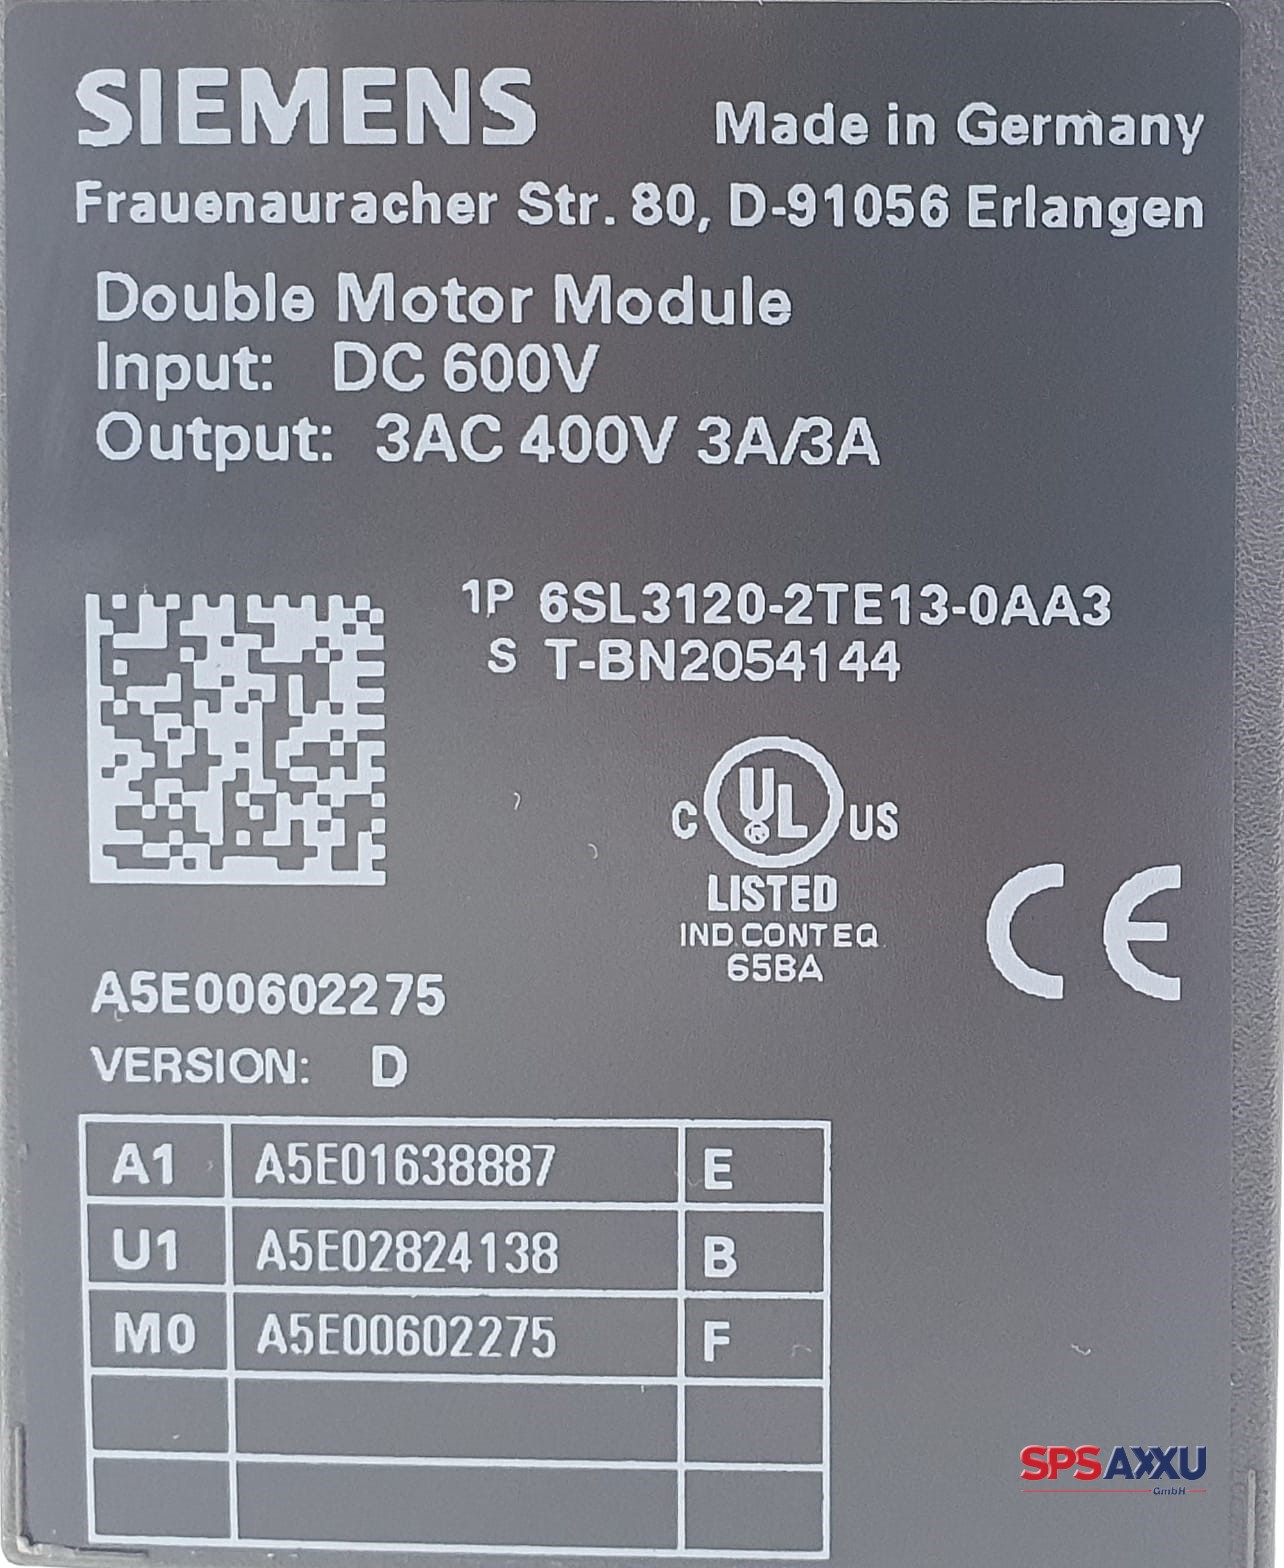 SIEMENS
Made in Germany
Frauenauracher Str. 80, D-91056 Erlangen
Double Motor Module
Input: DC 600V
Output: 3AC 400V 3A/3A
1P 6SL3120-2TE13-0AA3
S T-BN2054144
C UL ® US
LISTED
IND.CONT.EQ
65BA
CE
A5E00602275
VERSION: D
A1 A5E01638887 E
U1 A5E02824138 B
M0 A5E00602275 F
SPSAXXU
GmbH